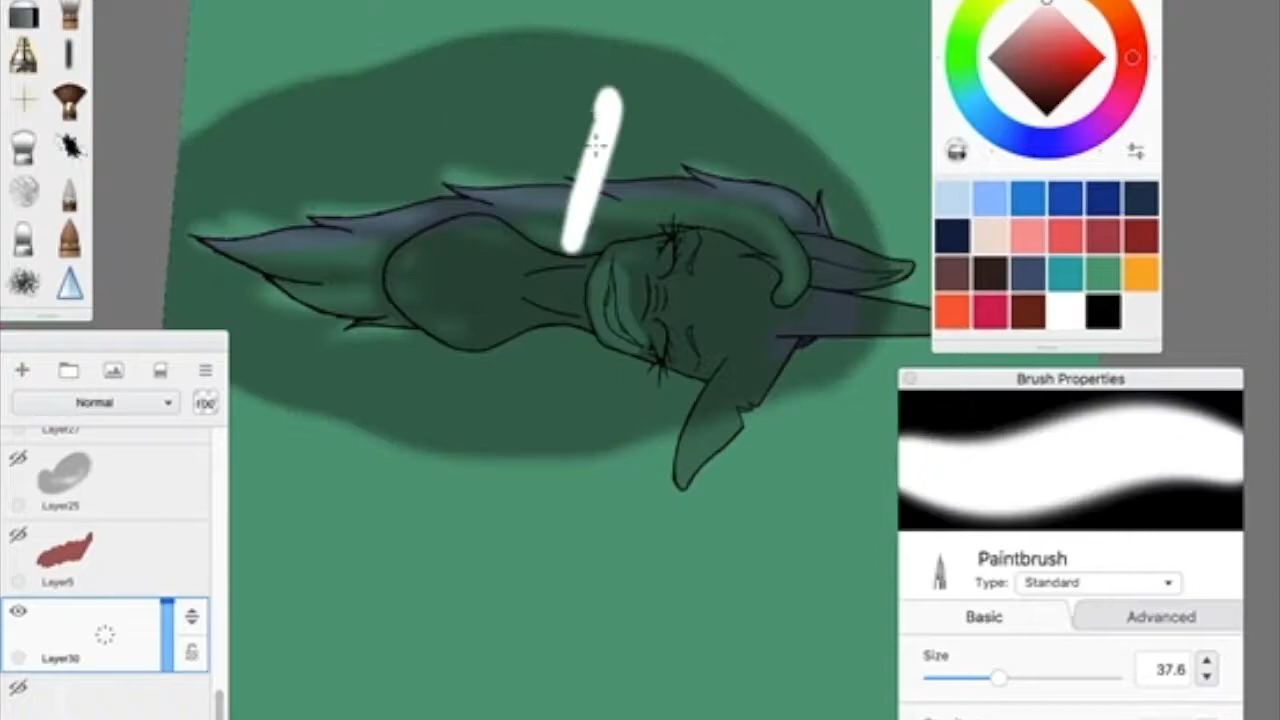 Normal
Layer27
Layer25
Layer5
Layer30
Brush Properties
Paintbrush
Type: Standard
Basic Advanced
Size
37.6